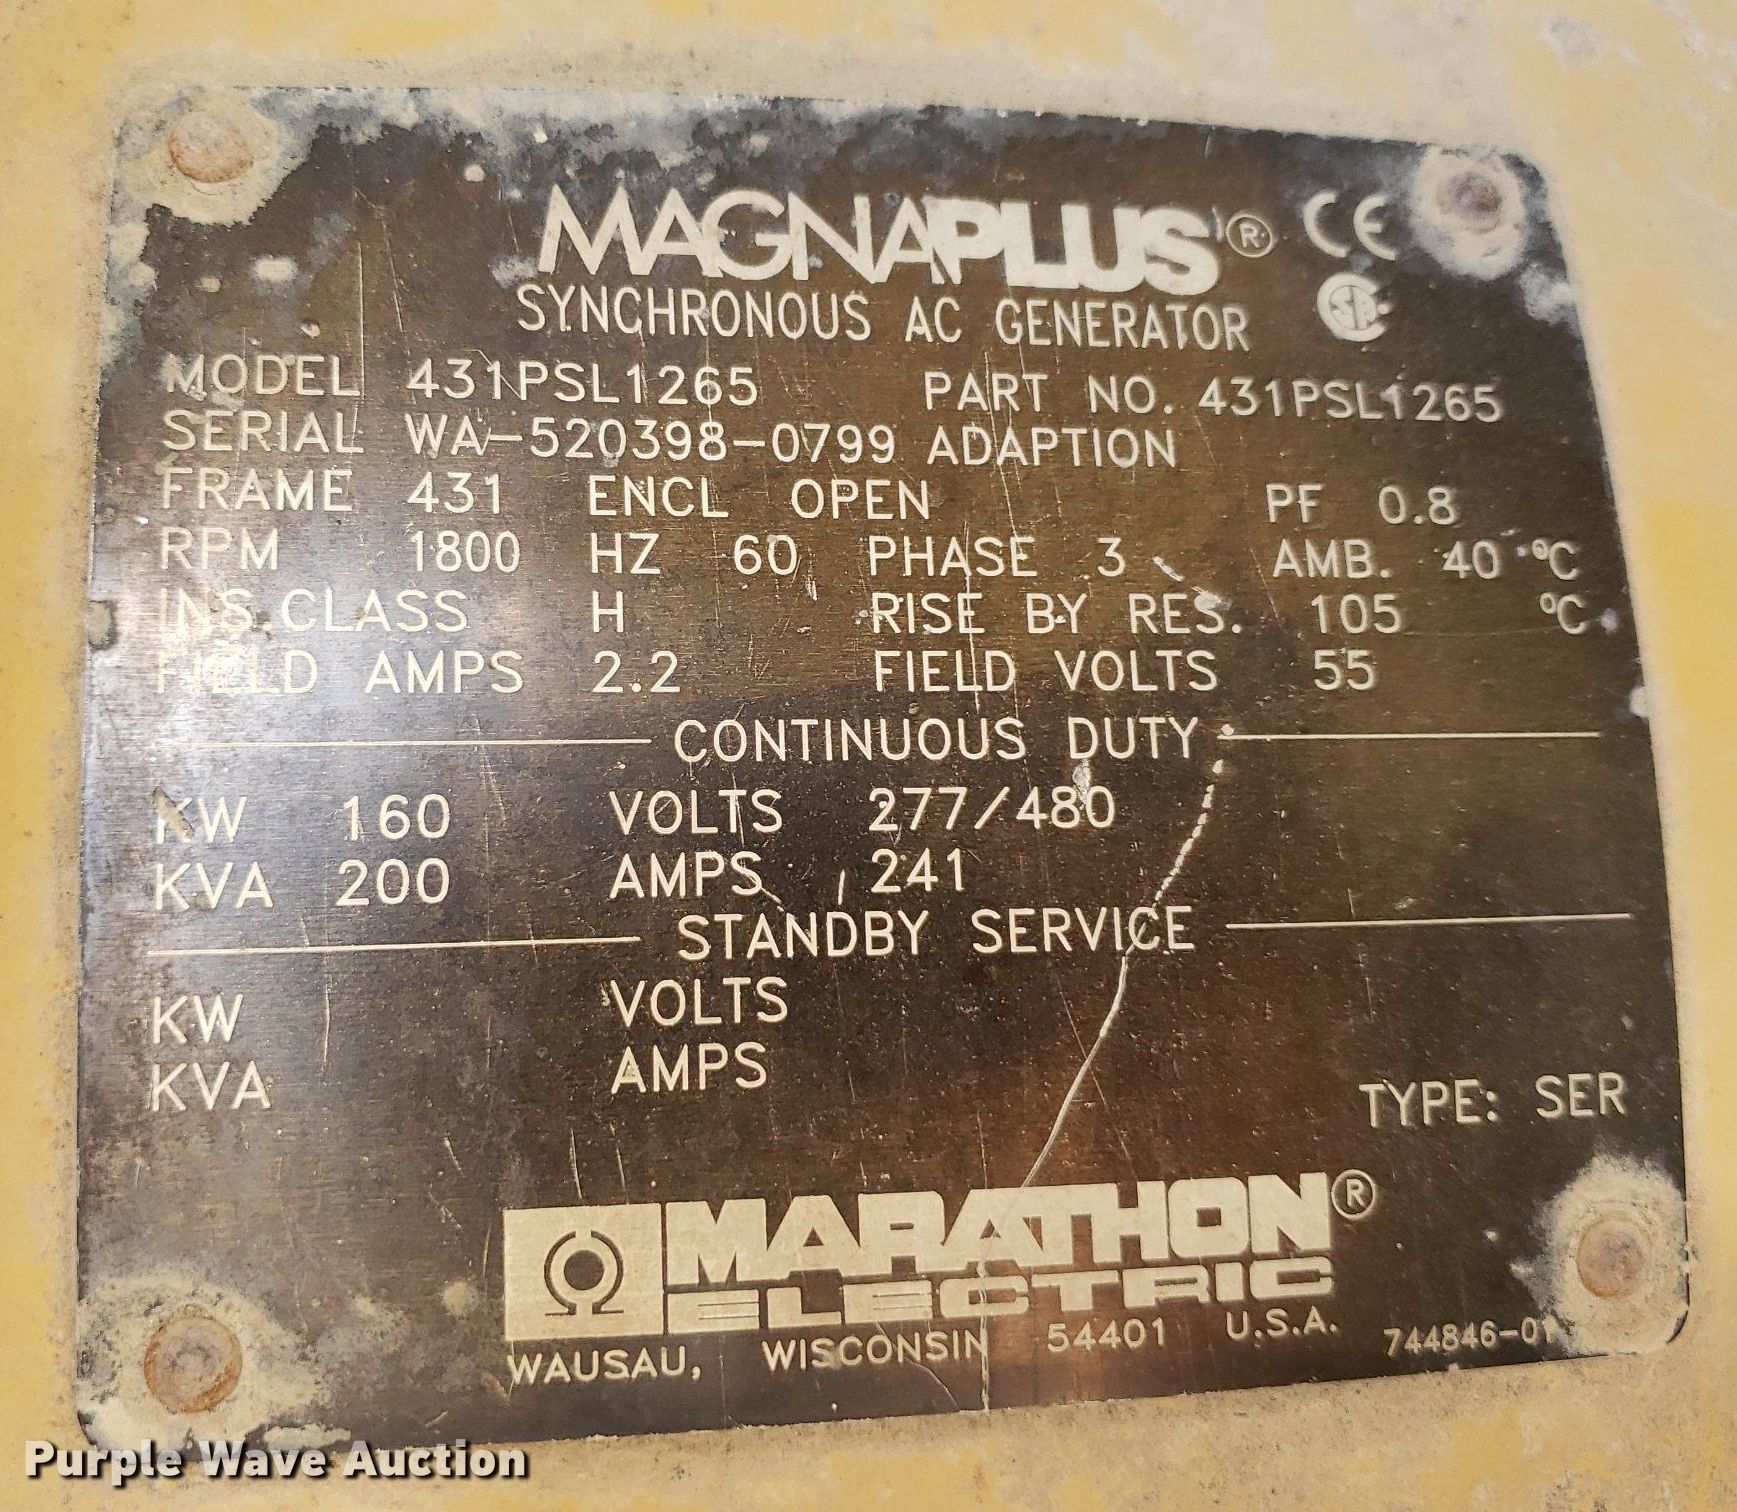 MAGNAPLUS® CE
SYNCHRONOUS AC GENERATOR
MODEL 431PSL1265 PART NO. 431PSL1265
SERIAL WA-520398-0799 ADAPTION
FRAME 431 ENCL OPEN PF 0.8
RPM 1800 HZ 60 PHASE 3 AMB. 40 °C
INS.CLASS H RISE BY RES. 105 °C
FIELD AMPS 2.2 FIELD VOLTS 55
CONTINUOUS DUTY
KW 160 VOLTS 277/480
KVA 200 AMPS 241
STANDBY SERVICE
KW VOLTS
KVA AMPS
TYPE: SER
MARATHON®
ELECTRIC
WAUSAU, WISCONSIN 54401 U.S.A. 744846-01
Purple Wave Auction